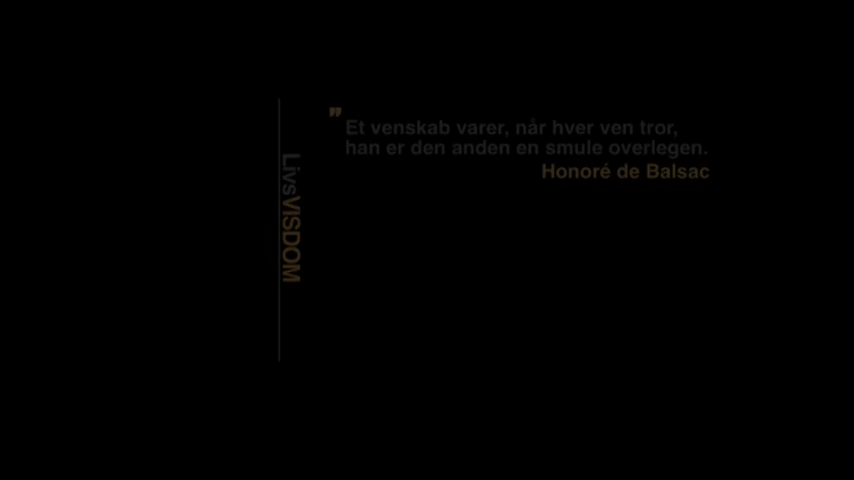 " Et venskab varer, når hver ven tror,
han er den anden en smule overlegen.
Honoré de Balsac
LivsVISDOM